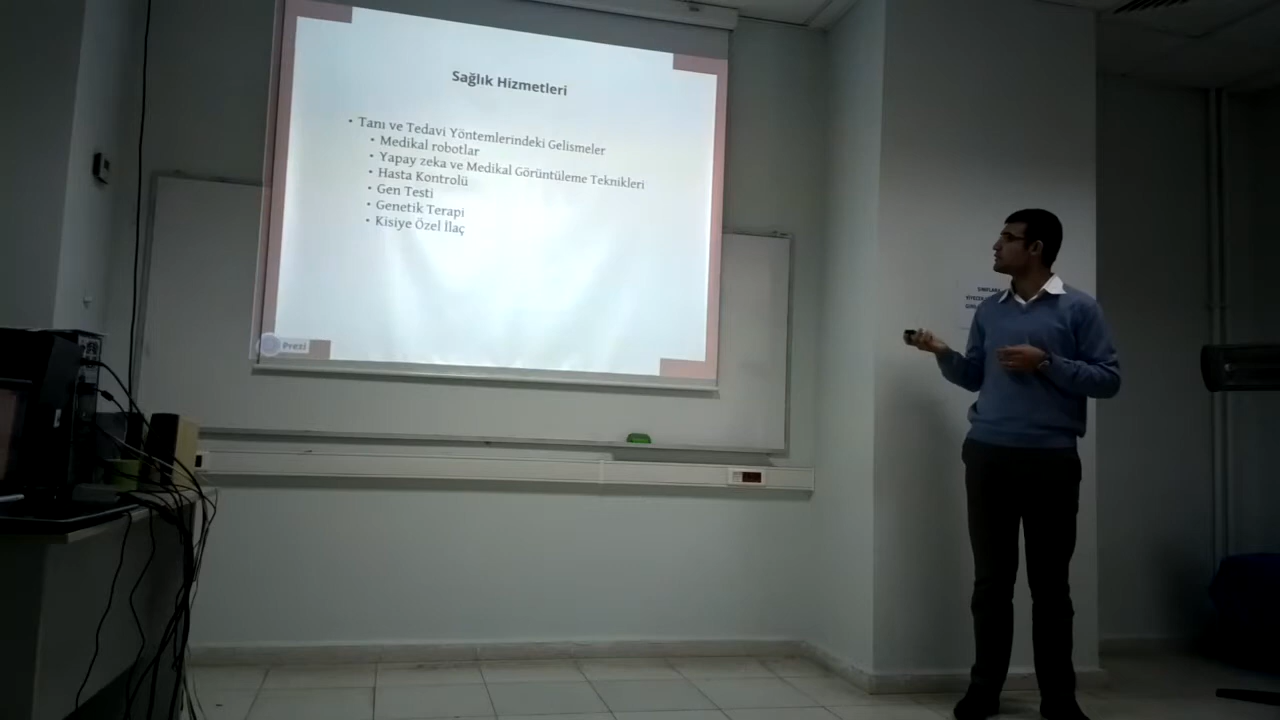 Sağlık Hizmetleri
• Tanı ve Tedavi Yöntemlerindeki Gelismeler
• Medikal robotlar
• Yapay zeka ve Medikal Görüntüleme Teknikleri
• Hasta Kontrolü
• Gen Testi
• Genetik Terapi
• Kisiye Özel İlaç
Prezi